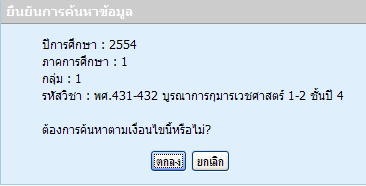 ยืนยันการค้นหาข้อมูล
ปีการศึกษา : 2554
ภาคการศึกษา : 1
กลุ่ม : 1
รหัสวิชา : พศ.431-432 บูรณาการกุมารเวชศาสตร์ 1-2 ชั้นปี 4
ต้องการค้นหาตามเงื่อนไขนี้หรือไม่?
ตกลง ยกเลิก